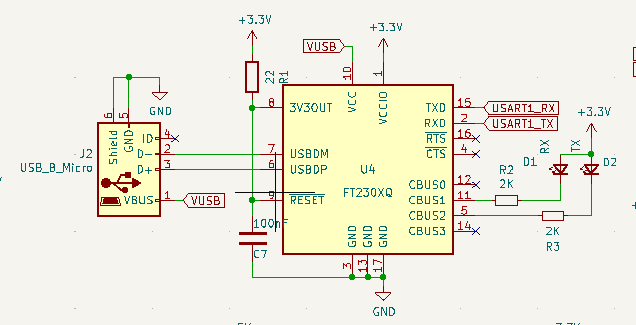 +3.3V
VUSB
+3.3V
22
R1
10
VCC
1
VCCIO
6
Shield
5
GND
GND
8
3V3OUT
TXD
15
USART1_RX
RXD
2
USART1_TX
+3.3V
ID
4
RTS
16
J2
USB_B_Micro
D-
2
7
USBDM
CTS
4
RX
TX
D+
3
6
USBDP
U4
FT230XQ
D1
D2
CBUS0
12
R2
2K
VBUS
1
VUSB
9
RESET
CBUS1
11
CBUS2
5
2K
R3
100nF
C7
CBUS3
14
GND
GND
GND
3
13
17
GND